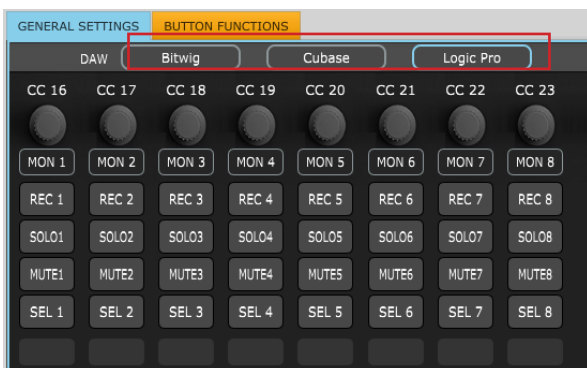 GENERAL SETTINGS BUTTON FUNCTIONS
DAW Bitwig Cubase Logic Pro
CC 16 CC 17 CC 18 CC 19 CC 20 CC 21 CC 22 CC 23
MON 1 MON 2 MON 3 MON 4 MON 5 MON 6 MON 7 MON 8
REC 1 REC 2 REC 3 REC 4 REC 5 REC 6 REC 7 REC 8
SOLO1 SOLO2 SOLO3 SOLO4 SOLO5 SOLO6 SOLO7 SOLO8
MUTE1 MUTE2 MUTE3 MUTE4 MUTE5 MUTE6 MUTE7 MUTE8
SEL 1 SEL 2 SEL 3 SEL 4 SEL 5 SEL 6 SEL 7 SEL 8